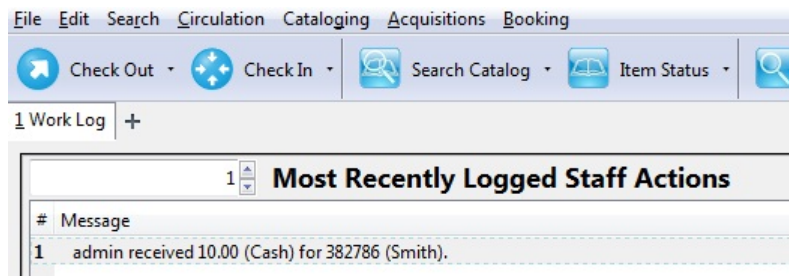 File Edit Search Circulation Cataloging Acquisitions Booking
Check Out Check In Search Catalog Item Status
1 Work Log +
1 Most Recently Logged Staff Actions
# Message
1 admin received 10.00 (Cash) for 382786 (Smith).